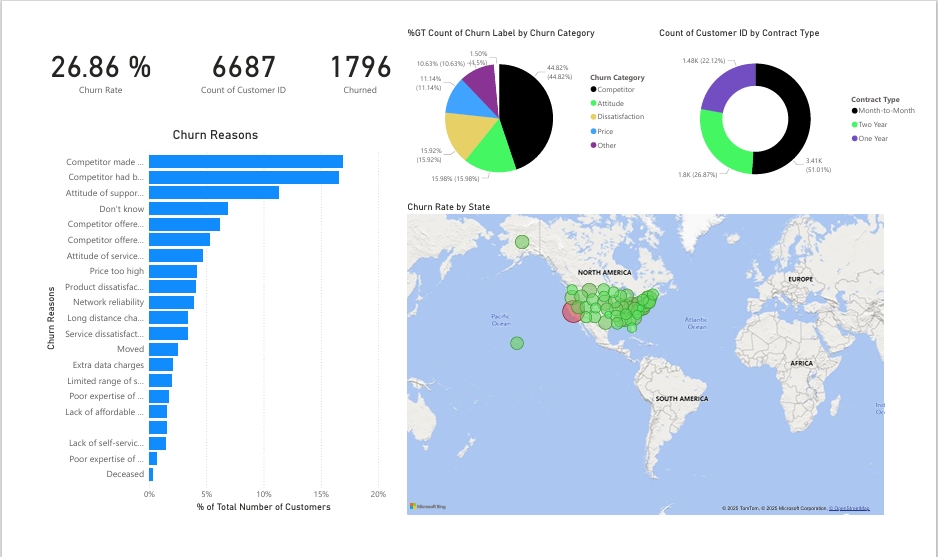 26.86 %
Churn Rate
6687
Count of Customer ID
1796
Churned
Churn Reasons
Churn Reasons
Competitor made ...
Competitor had b...
Attitude of suppor...
Don't know
Competitor offere...
Competitor offere...
Attitude of service...
Price too high
Product dissatisfac...
Network reliability
Long distance cha...
Service dissatisfact...
Moved
Extra data charges
Limited range of s...
Poor expertise of ...
Lack of affordable ...
Lack of self-servic...
Poor expertise of ...
Deceased
0%
5%
10%
15%
20%
% of Total Number of Customers
%GT Count of Churn Label by Churn Category
1.50%
(1.5%)
10.63% (10.63%)
11.14%
(11.14%)
15.92%
(15.92%)
15.98% (15.98%)
44.82%
(44.82%)
Churn Category
Competitor
Attitude
Dissatisfaction
Price
Other
Count of Customer ID by Contract Type
1.48K (22.12%)
1.8K (26.87%)
3.41K
(51.01%)
Contract Type
Month-to-Month
Two Year
One Year
Churn Rate by State
NORTH AMERICA
EUROPE
Pacific
Ocean
Atlantic
Ocean
AFRICA
SOUTH AMERICA
Ind
Oc
Microsoft Bing
© 2025 TomTom, © 2025 Microsoft Corporation, © OpenStreetMap